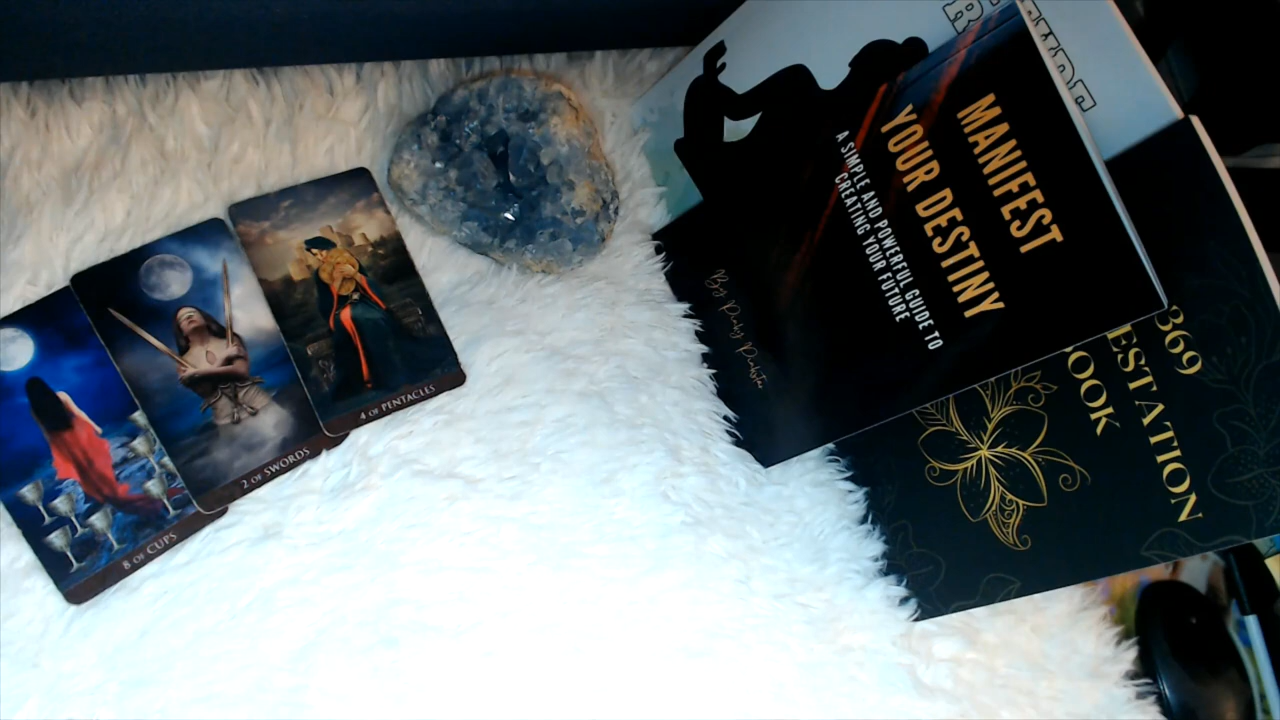 8 OF CUPS
2 OF SWORDS
4 OF PENTACLES
MANIFEST
YOUR DESTINY
A SIMPLE AND POWERFUL GUIDE TO
CREATING YOUR FUTURE
369
ESTATION
OOK